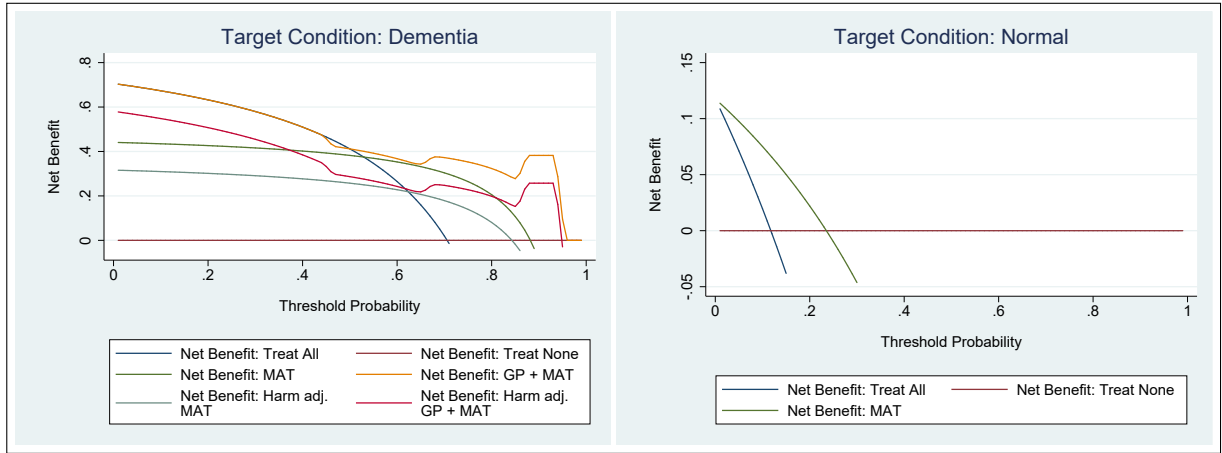 Target Condition: Dementia
.8
.6
.4
.2
0
Net Benefit
0 .2 .4 .6 .8 1
Threshold Probability
Net Benefit: Treat All
Net Benefit: Treat None
Net Benefit: MAT
Net Benefit: GP + MAT
Net Benefit: Harm adj.
MAT
Net Benefit: Harm adj.
GP + MAT
Target Condition: Normal
.15
.1
.05
0
-.05
Net Benefit
0 .2 .4 .6 .8 1
Threshold Probability
Net Benefit: Treat All
Net Benefit: Treat None
Net Benefit: MAT